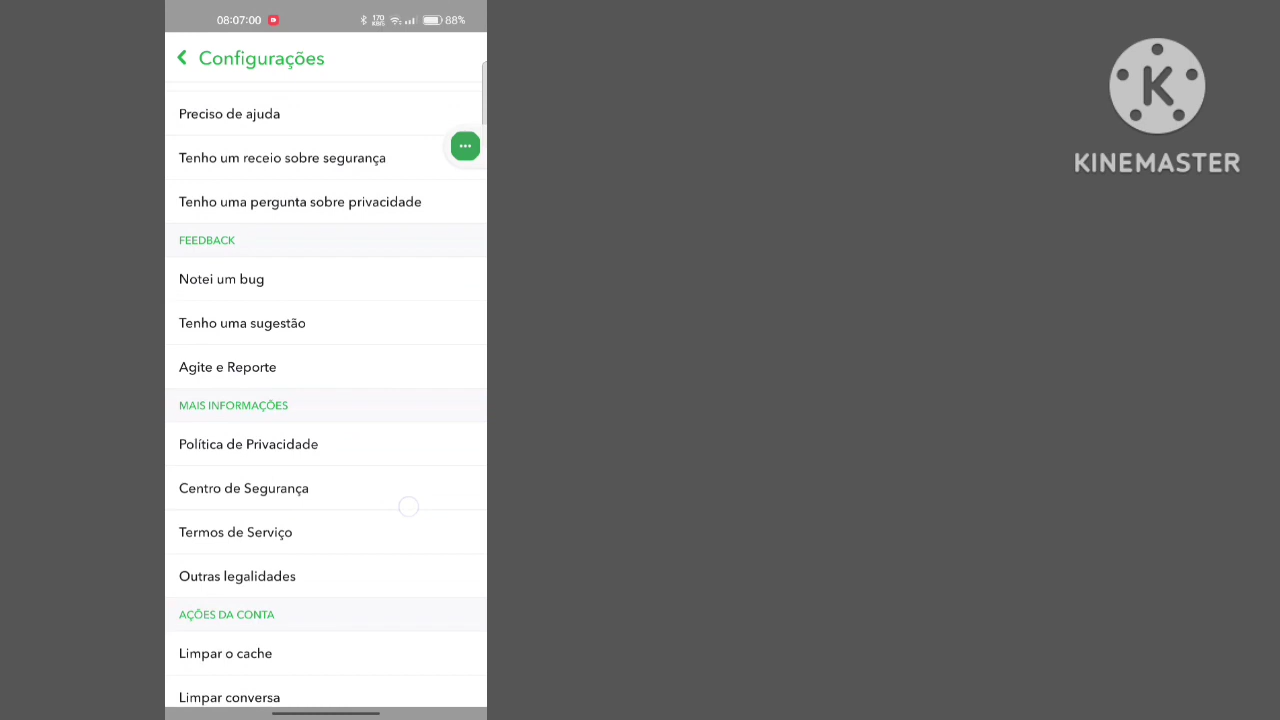 08:07:00
170
KB/S
88%
Configurações
Preciso de ajuda
Tenho um receio sobre segurança
Tenho uma pergunta sobre privacidade
FEEDBACK
Notei um bug
Tenho uma sugestão
Agite e Reporte
MAIS INFORMAÇÕES
Política de Privacidade
Centro de Segurança
Termos de Serviço
Outras legalidades
AÇÕES DA CONTA
Limpar o cache
Limpar conversa
K
KINEMASTER